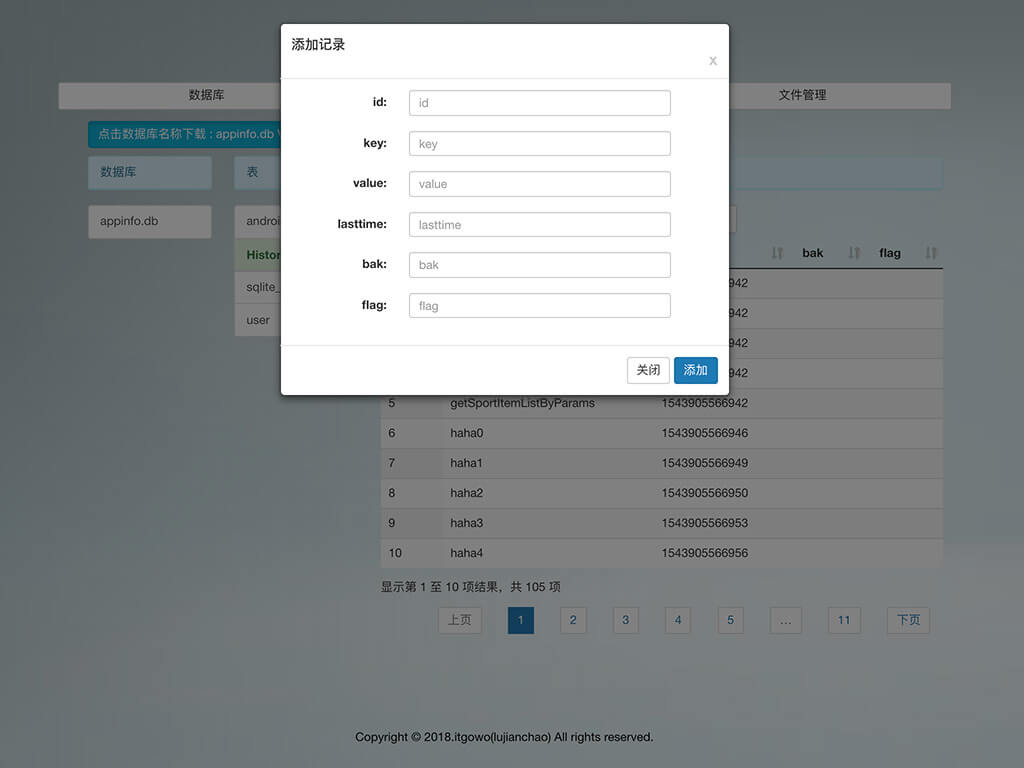 添加记录
x
id:
id
key:
key
value:
value
lasttime:
lasttime
bak:
bak
flag:
flag
关闭
添加
数据库
文件管理
点击数据库名称下载 : appinfo.db
数据库
表
appinfo.db
sqlite_
user
bak
flag
942
942
942
942
5 getSportItemListByParams 1543905566942
6 haha0 1543905566946
7 haha1 1543905566949
8 haha2 1543905566950
9 haha3 1543905566953
10 haha4 1543905566956
显示第 1 至 10 项结果，共 105 项
上页 1 2 3 4 5 … 11 下页
Copyright © 2018.itgowo(lujianchao) All rights reserved.